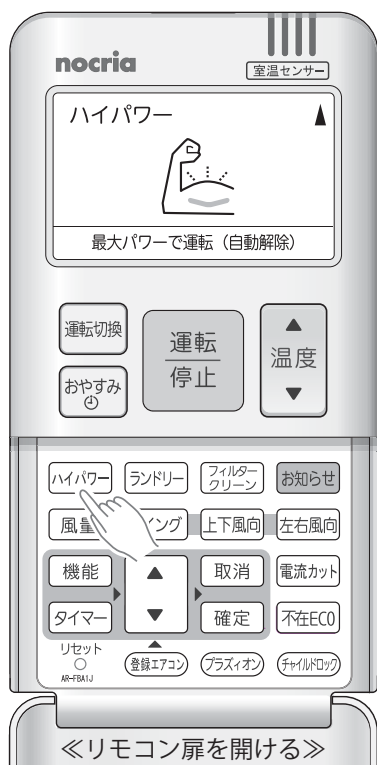 nocria
室温センサー
ハイパワー
最大パワーで運転（自動解除）
運転切換
運転
停止
温度
おやすみ
ハイパワー
ランドリー
フィルター
クリーン
お知らせ
風量
上下風向
左右風向
機能
取消
電流カット
タイマー
確定
不在ECO
リセット
登録エアコン
プラズィオン
チャイルドロック
AR-FBA1J
≪リモコン扉を開ける≫